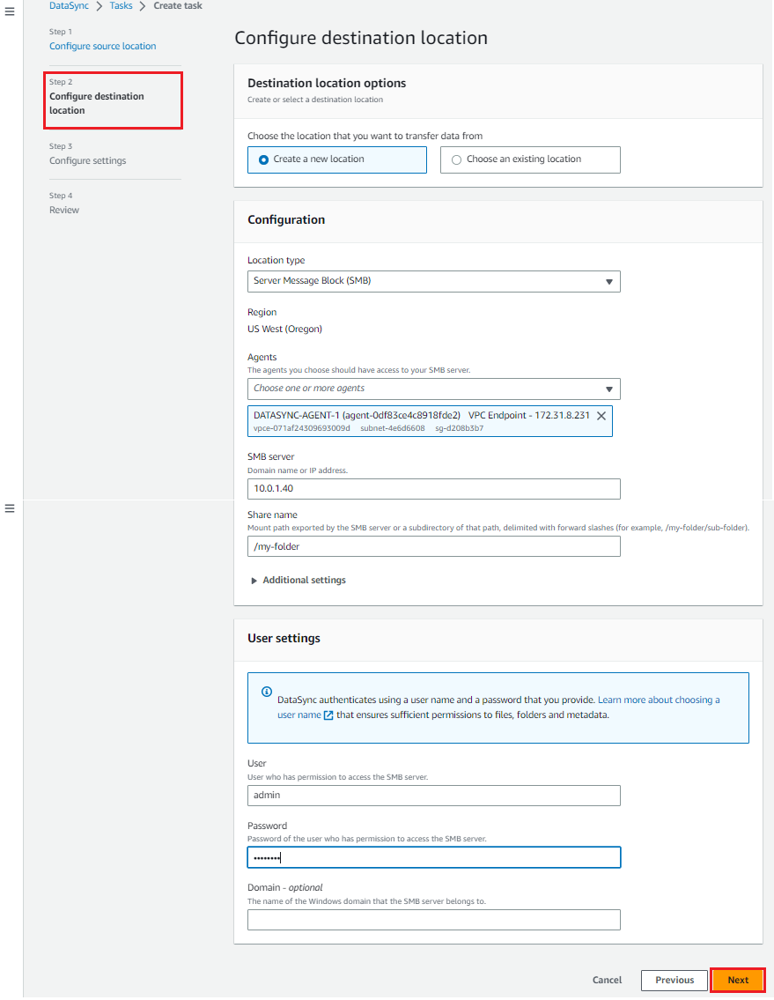 DataSync > Tasks > Create task
Step 1
Configure source location
Step 2
Configure destination
location
Step 3
Configure settings
Step 4
Review
Configure destination location
Destination location options
Create or select a destination location
Choose the location that you want to transfer data from
Create a new location
Choose an existing location
Configuration
Location type
Server Message Block (SMB)
Region
US West (Oregon)
Agents
The agents you choose should have access to your SMB server.
Choose one or more agents
DATASYNC-AGENT-1 (agent-0df83ce4c8918fde2) VPC Endpoint - 172.31.8.231
vpce-071af24309693009d subnet-4e6d6608 sg-d208b3b7
SMB server
Domain name or IP address.
10.0.1.40
Share name
Mount path exported by the SMB server or a subdirectory of that path, delimited with forward slashes (for example, /my-folder/sub-folder).
/my-folder
Additional settings
User settings
DataSync authenticates using a user name and a password that you provide. Learn more about choosing a
user name that ensures sufficient permissions to files, folders and metadata.
User
User who has permission to access the SMB server.
admin
Password
Password of the user who has permission to access the SMB server.
••••••••
Domain - optional
The name of the Windows domain that the SMB server belongs to.
Cancel
Previous
Next